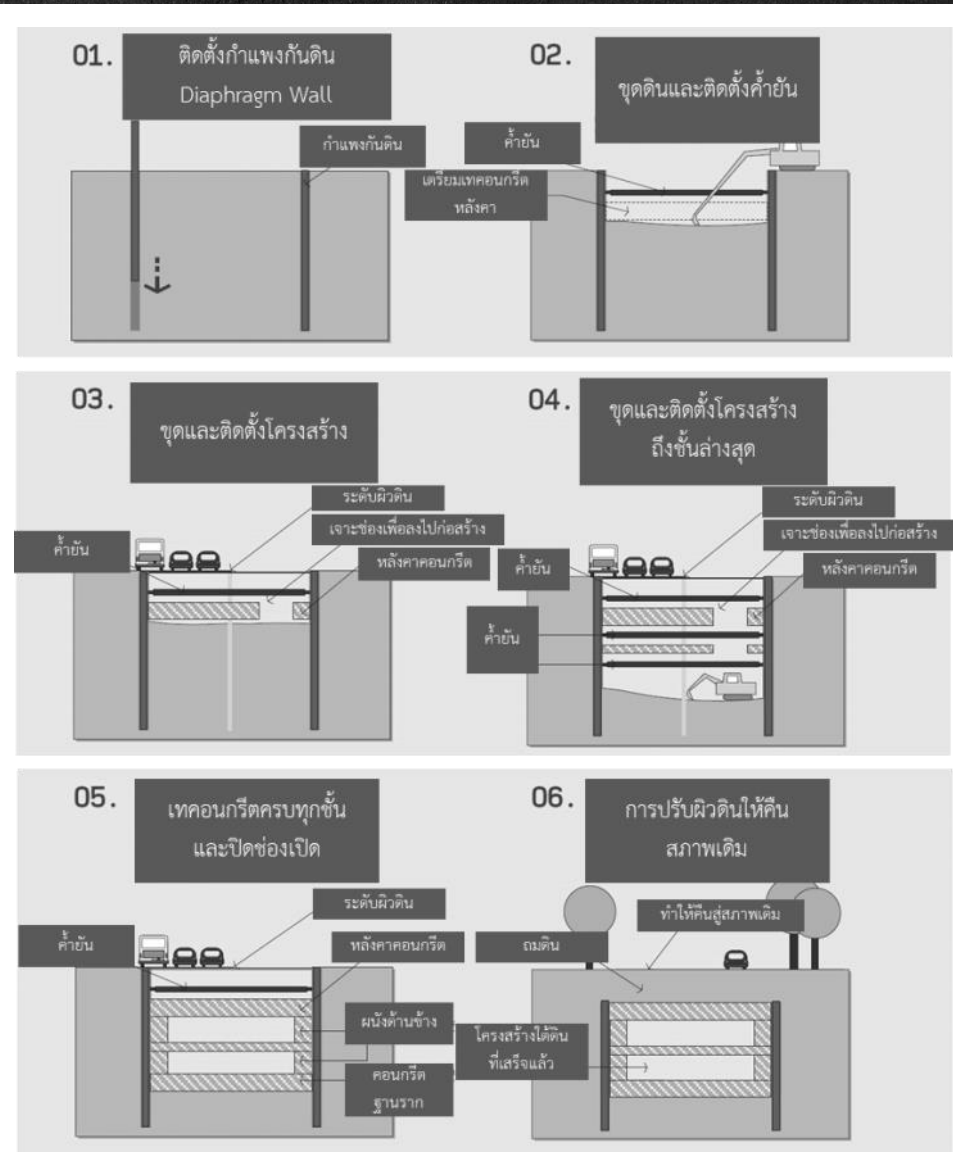 01.
ติดตั้งกำแพงกันดิน
Diaphragm Wall
กำแพงกันดิน
02.
ขุดดินและติดตั้งค้ำยัน
ค้ำยัน
เตรียมเทคอนกรีต
หลังคา
03.
ขุดและติดตั้งโครงสร้าง
ระดับผิวดิน
เจาะช่องเพื่อลงไปก่อสร้าง
ค้ำยัน
หลังคาคอนกรีต
04.
ขุดและติดตั้งโครงสร้าง
ถึงชั้นล่างสุด
ระดับผิวดิน
เจาะช่องเพื่อลงไปก่อสร้าง
ค้ำยัน
หลังคาคอนกรีต
ค้ำยัน
05.
เทคอนกรีตครบทุกชั้น
และปิดช่องเปิด
ระดับผิวดิน
ค้ำยัน
หลังคาคอนกรีต
ผนังด้านข้าง
คอนกรีต
ฐานราก
06.
การปรับผิวดินให้คืน
สภาพเดิม
ทำให้คืนสู่สภาพเดิม
ถมดิน
โครงสร้างใต้ดิน
ที่เสร็จแล้ว